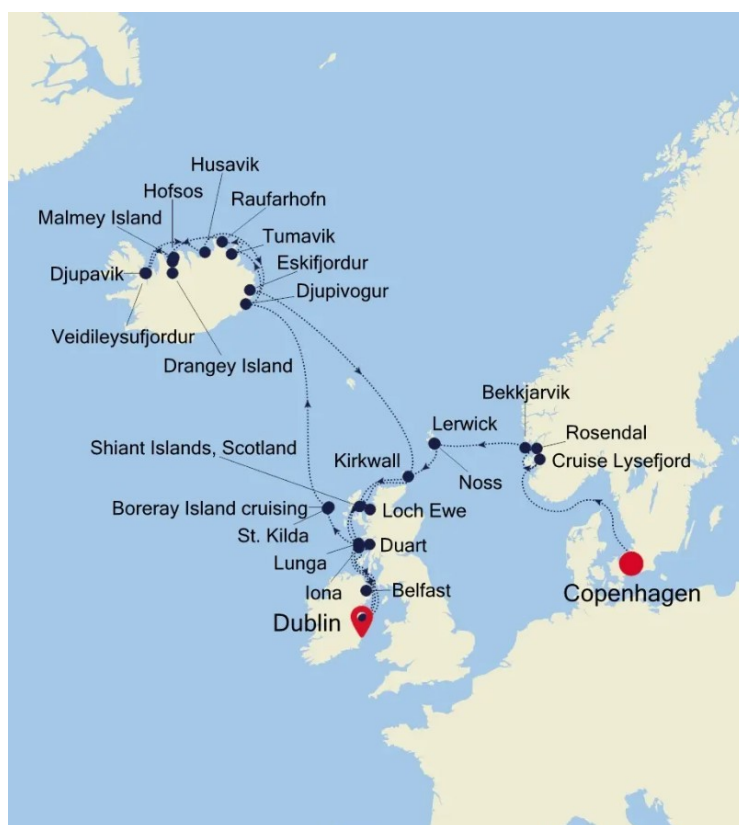 Husavik
Hofsos
Raufarhofn
Malmey Island
Tumavik
Eskifjordur
Djupavik
Djupivogur
Veidileysufjordur
Drangey Island
Bekkjarvik
Lerwick
Rosendal
Shiant Islands, Scotland
Kirkwall
Cruise Lysefjord
Noss
Boreray Island cruising
Loch Ewe
St. Kilda
Duart
Lunga
Iona
Belfast
Copenhagen
Dublin